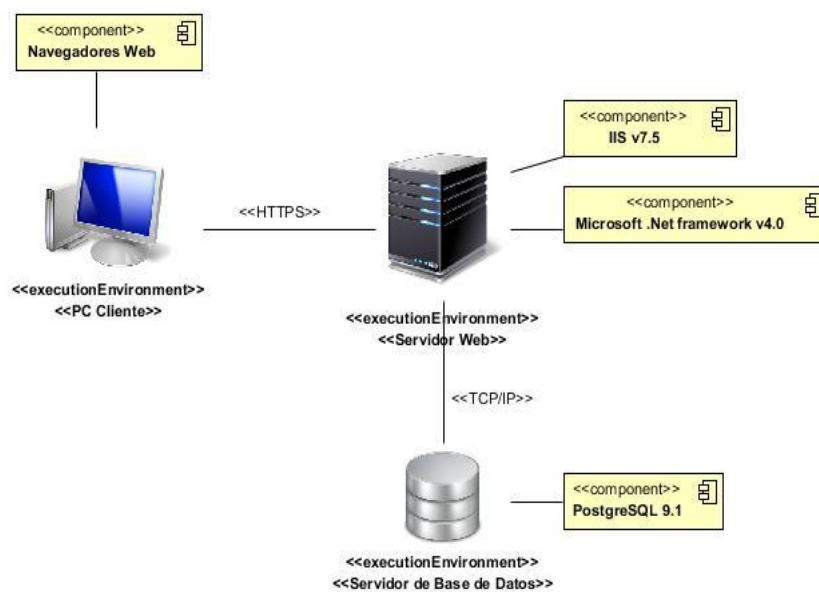 <<component>>
Navegadores Web
<<component>>
IIS v7.5
<<component>>
Microsoft .Net framework v4.0
<<HTTPS>>
<<executionEnvironment>>
<<PC Cliente>>
<<executionEnvironment>>
<<Servidor Web>>
<<TCP/IP>>
<<component>>
PostgreSQL 9.1
<<executionEnvironment>>
<<Servidor de Base de Datos>>